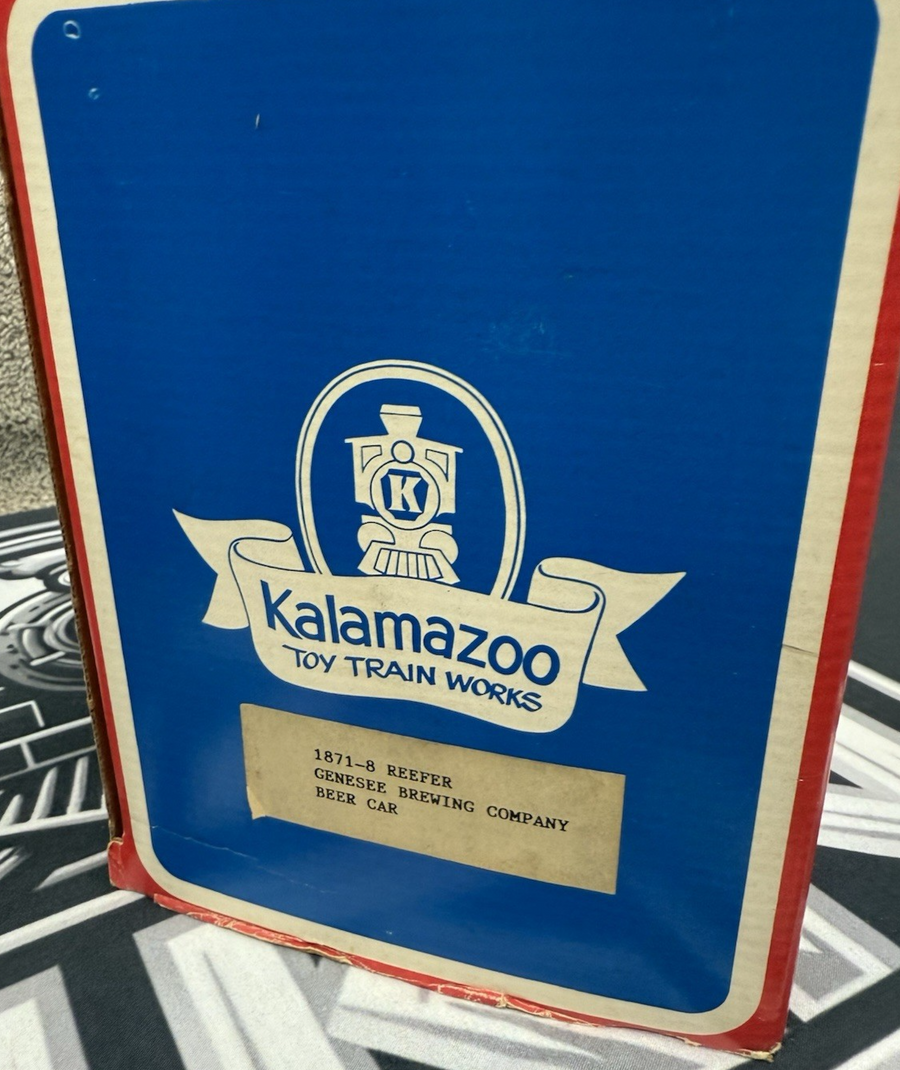 K
Kalamazoo
TOY TRAIN WORKS
1871-8 REEFER
GENESEE BREWING COMPANY
BEER CAR